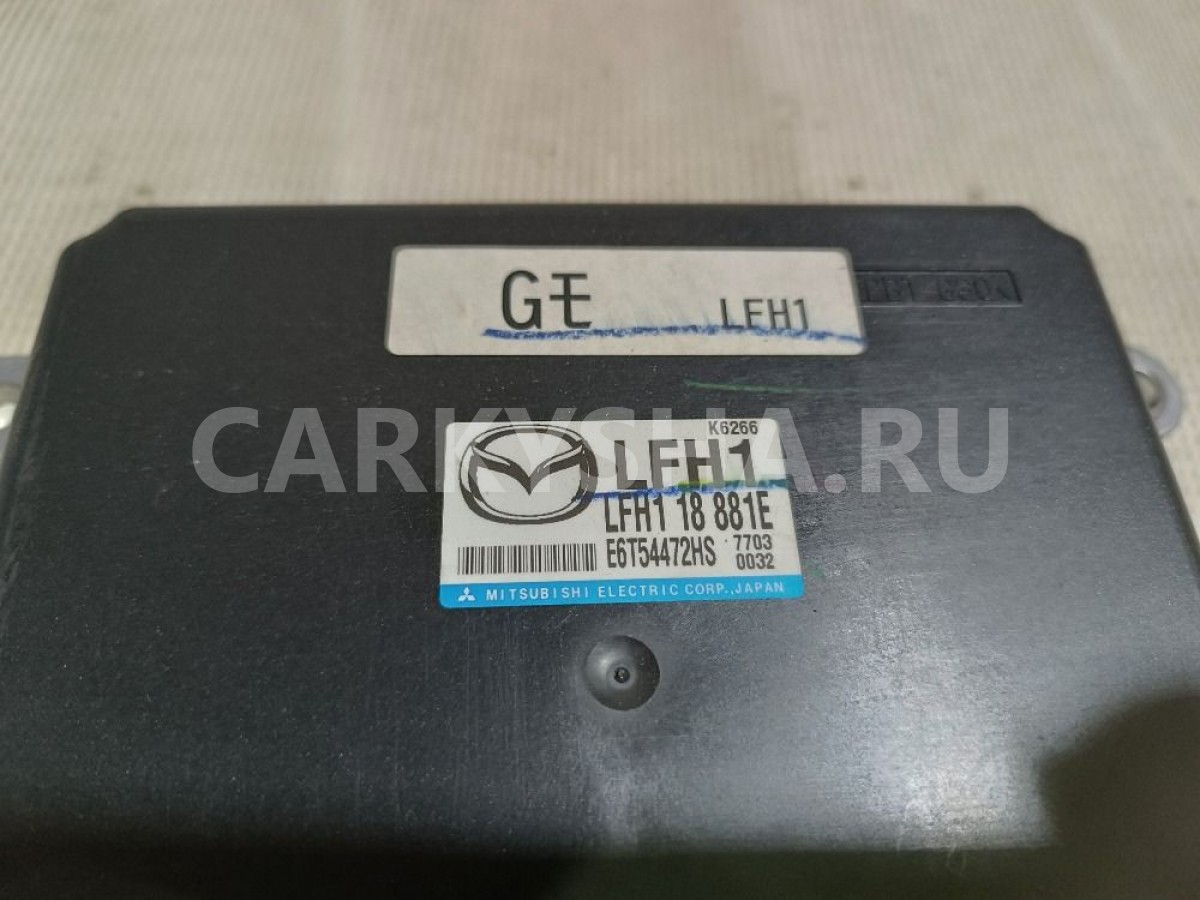 GE LFH1
K6266
LFH1
LFH1 18 881E
E6T54472HS 7703
0032
MITSUBISHI ELECTRIC CORP., JAPAN
CARKYSHA.RU